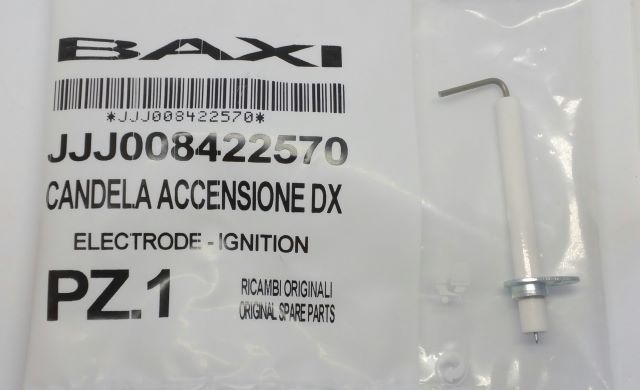 BAXI
*JJJ008422570*
JJJ008422570
CANDELA ACCENSIONE DX
ELECTRODE - IGNITION
PZ.1
RICAMBI ORIGINALI
ORIGINAL SPARE PARTS